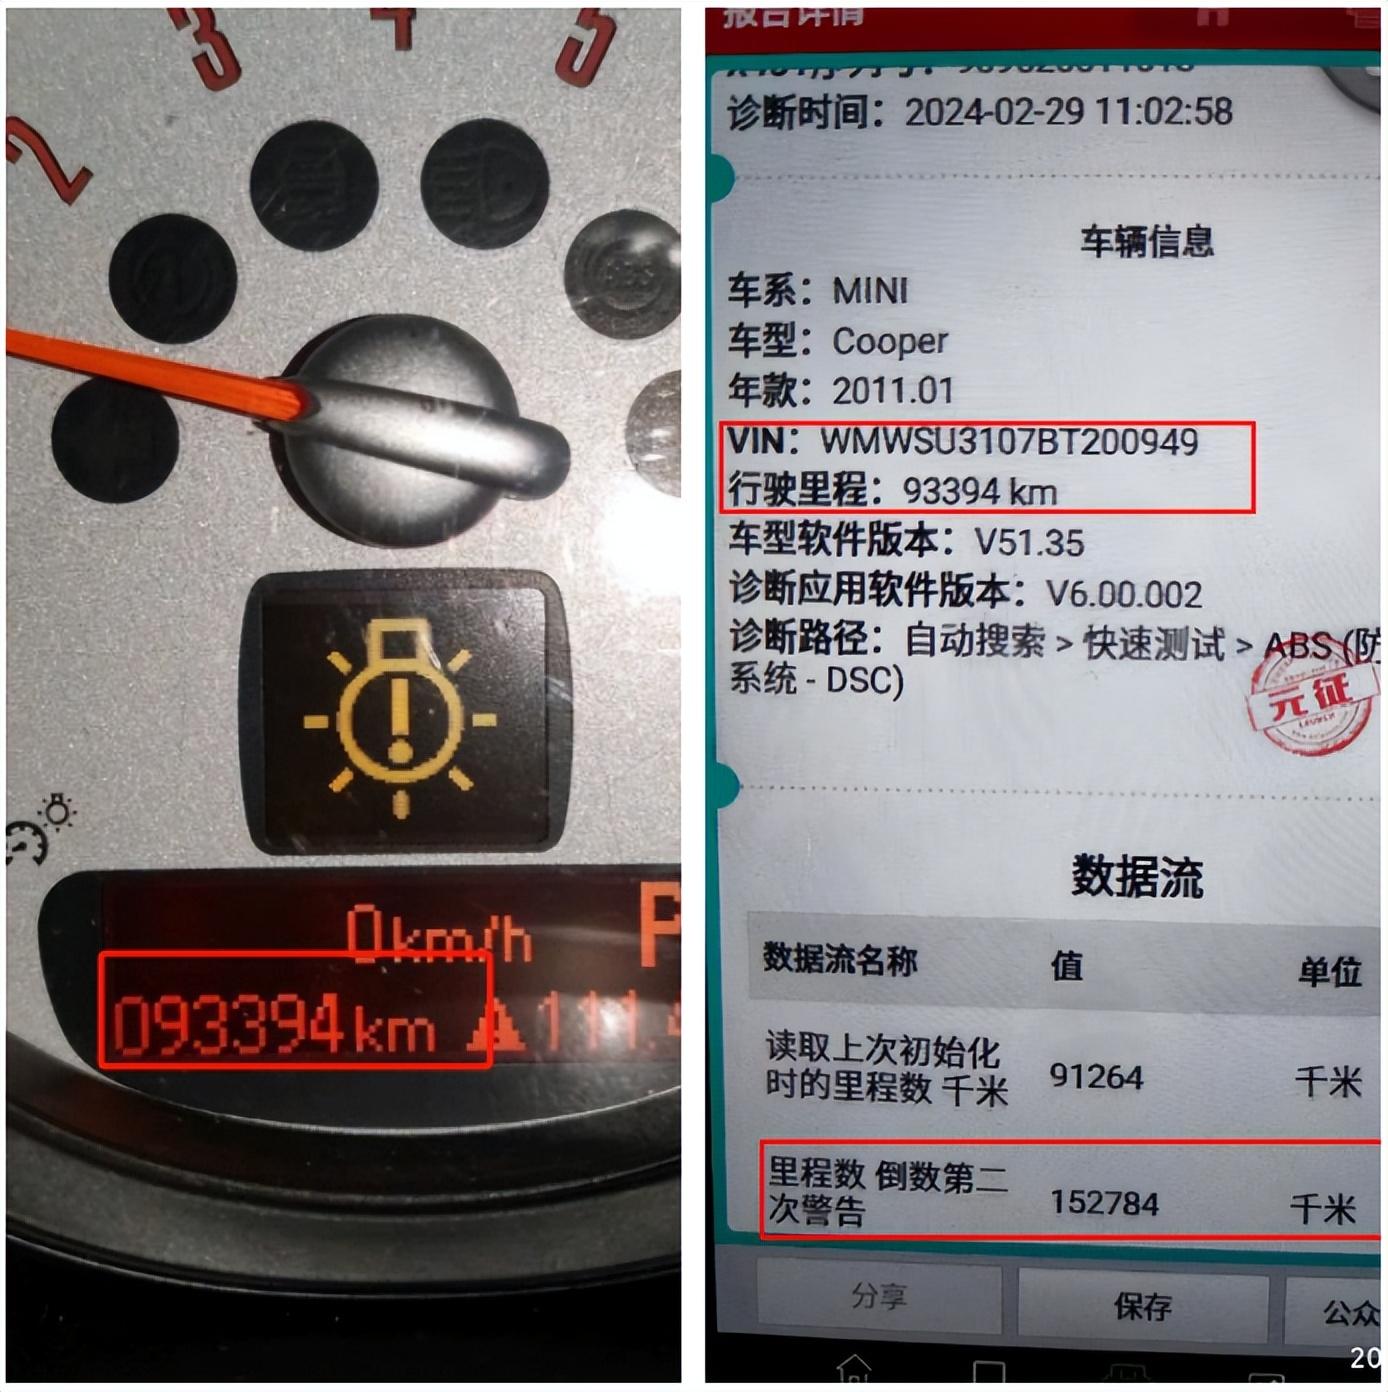 2
3
4
5
0km/h
P
093394km
111.
报告详情
诊断时间：2024-02-29 11:02:58
车辆信息
车系：MINI
车型：Cooper
年款：2011.01
VIN：WMWSU3107BT200949
行驶里程：93394 km
车型软件版本：V51.35
诊断应用软件版本：V6.00.002
诊断路径：自动搜索 > 快速测试 > ABS (防
系统 - DSC)
元征
数据流
数据流名称 值 单位
读取上次初始化
时的里程数 千米 91264 千米
里程数 倒数第二
次警告 152784 千米
分享 保存 公众
20